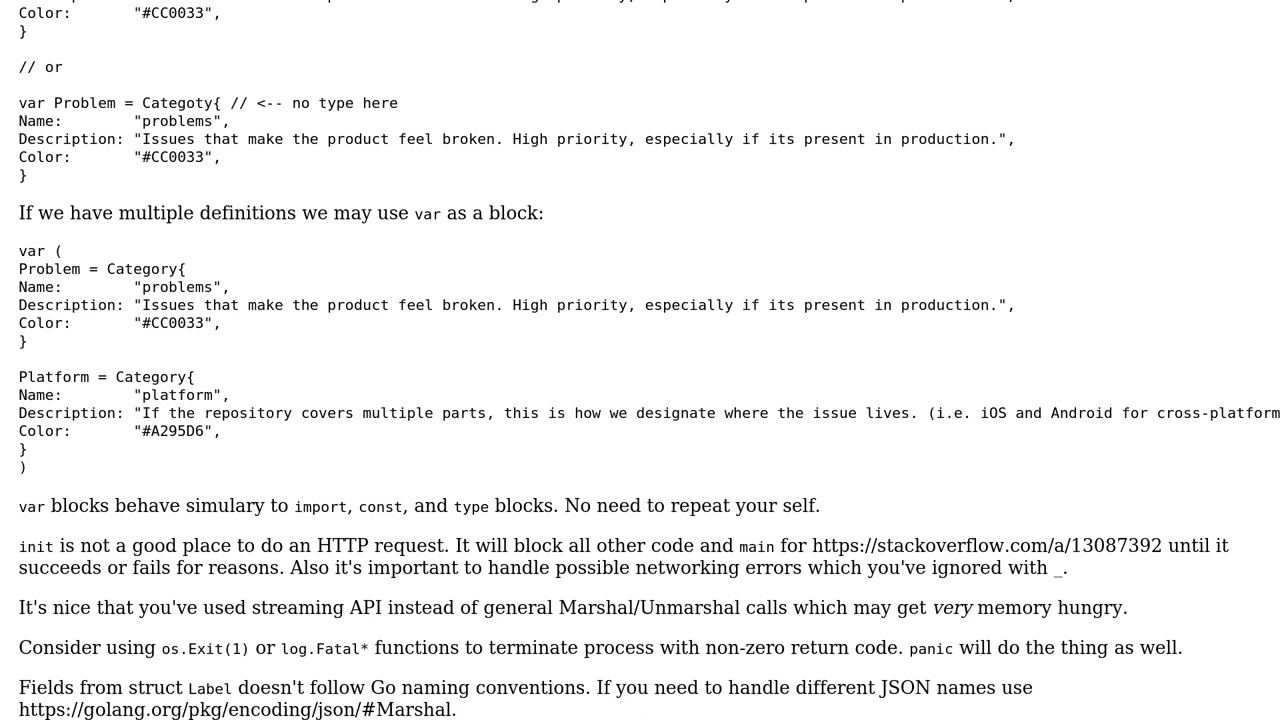 Color:       "#CC0033",
}
// or
var Problem = Categoty{ // <-- no type here
Name:        "problems",
Description: "Issues that make the product feel broken. High priority, especially if its present in production.",
Color:       "#CC0033",
}
If we have multiple definitions we may use var as a block:
var (
Problem = Category{
Name:        "problems",
Description: "Issues that make the product feel broken. High priority, especially if its present in production.",
Color:       "#CC0033",
}
Platform = Category{
Name:        "platform",
Description: "If the repository covers multiple parts, this is how we designate where the issue lives. (i.e. iOS and Android for cross-platform
Color:       "#A295D6",
}
)
var blocks behave simulary to import, const, and type blocks. No need to repeat your self.
init is not a good place to do an HTTP request. It will block all other code and main for https://stackoverflow.com/a/13087392 until it
succeeds or fails for reasons. Also it's important to handle possible networking errors which you've ignored with _.
It's nice that you've used streaming API instead of general Marshal/Unmarshal calls which may get very memory hungry.
Consider using os.Exit(1) or log.Fatal* functions to terminate process with non-zero return code. panic will do the thing as well.
Fields from struct Label doesn't follow Go naming conventions. If you need to handle different JSON names use
https://golang.org/pkg/encoding/json/#Marshal.